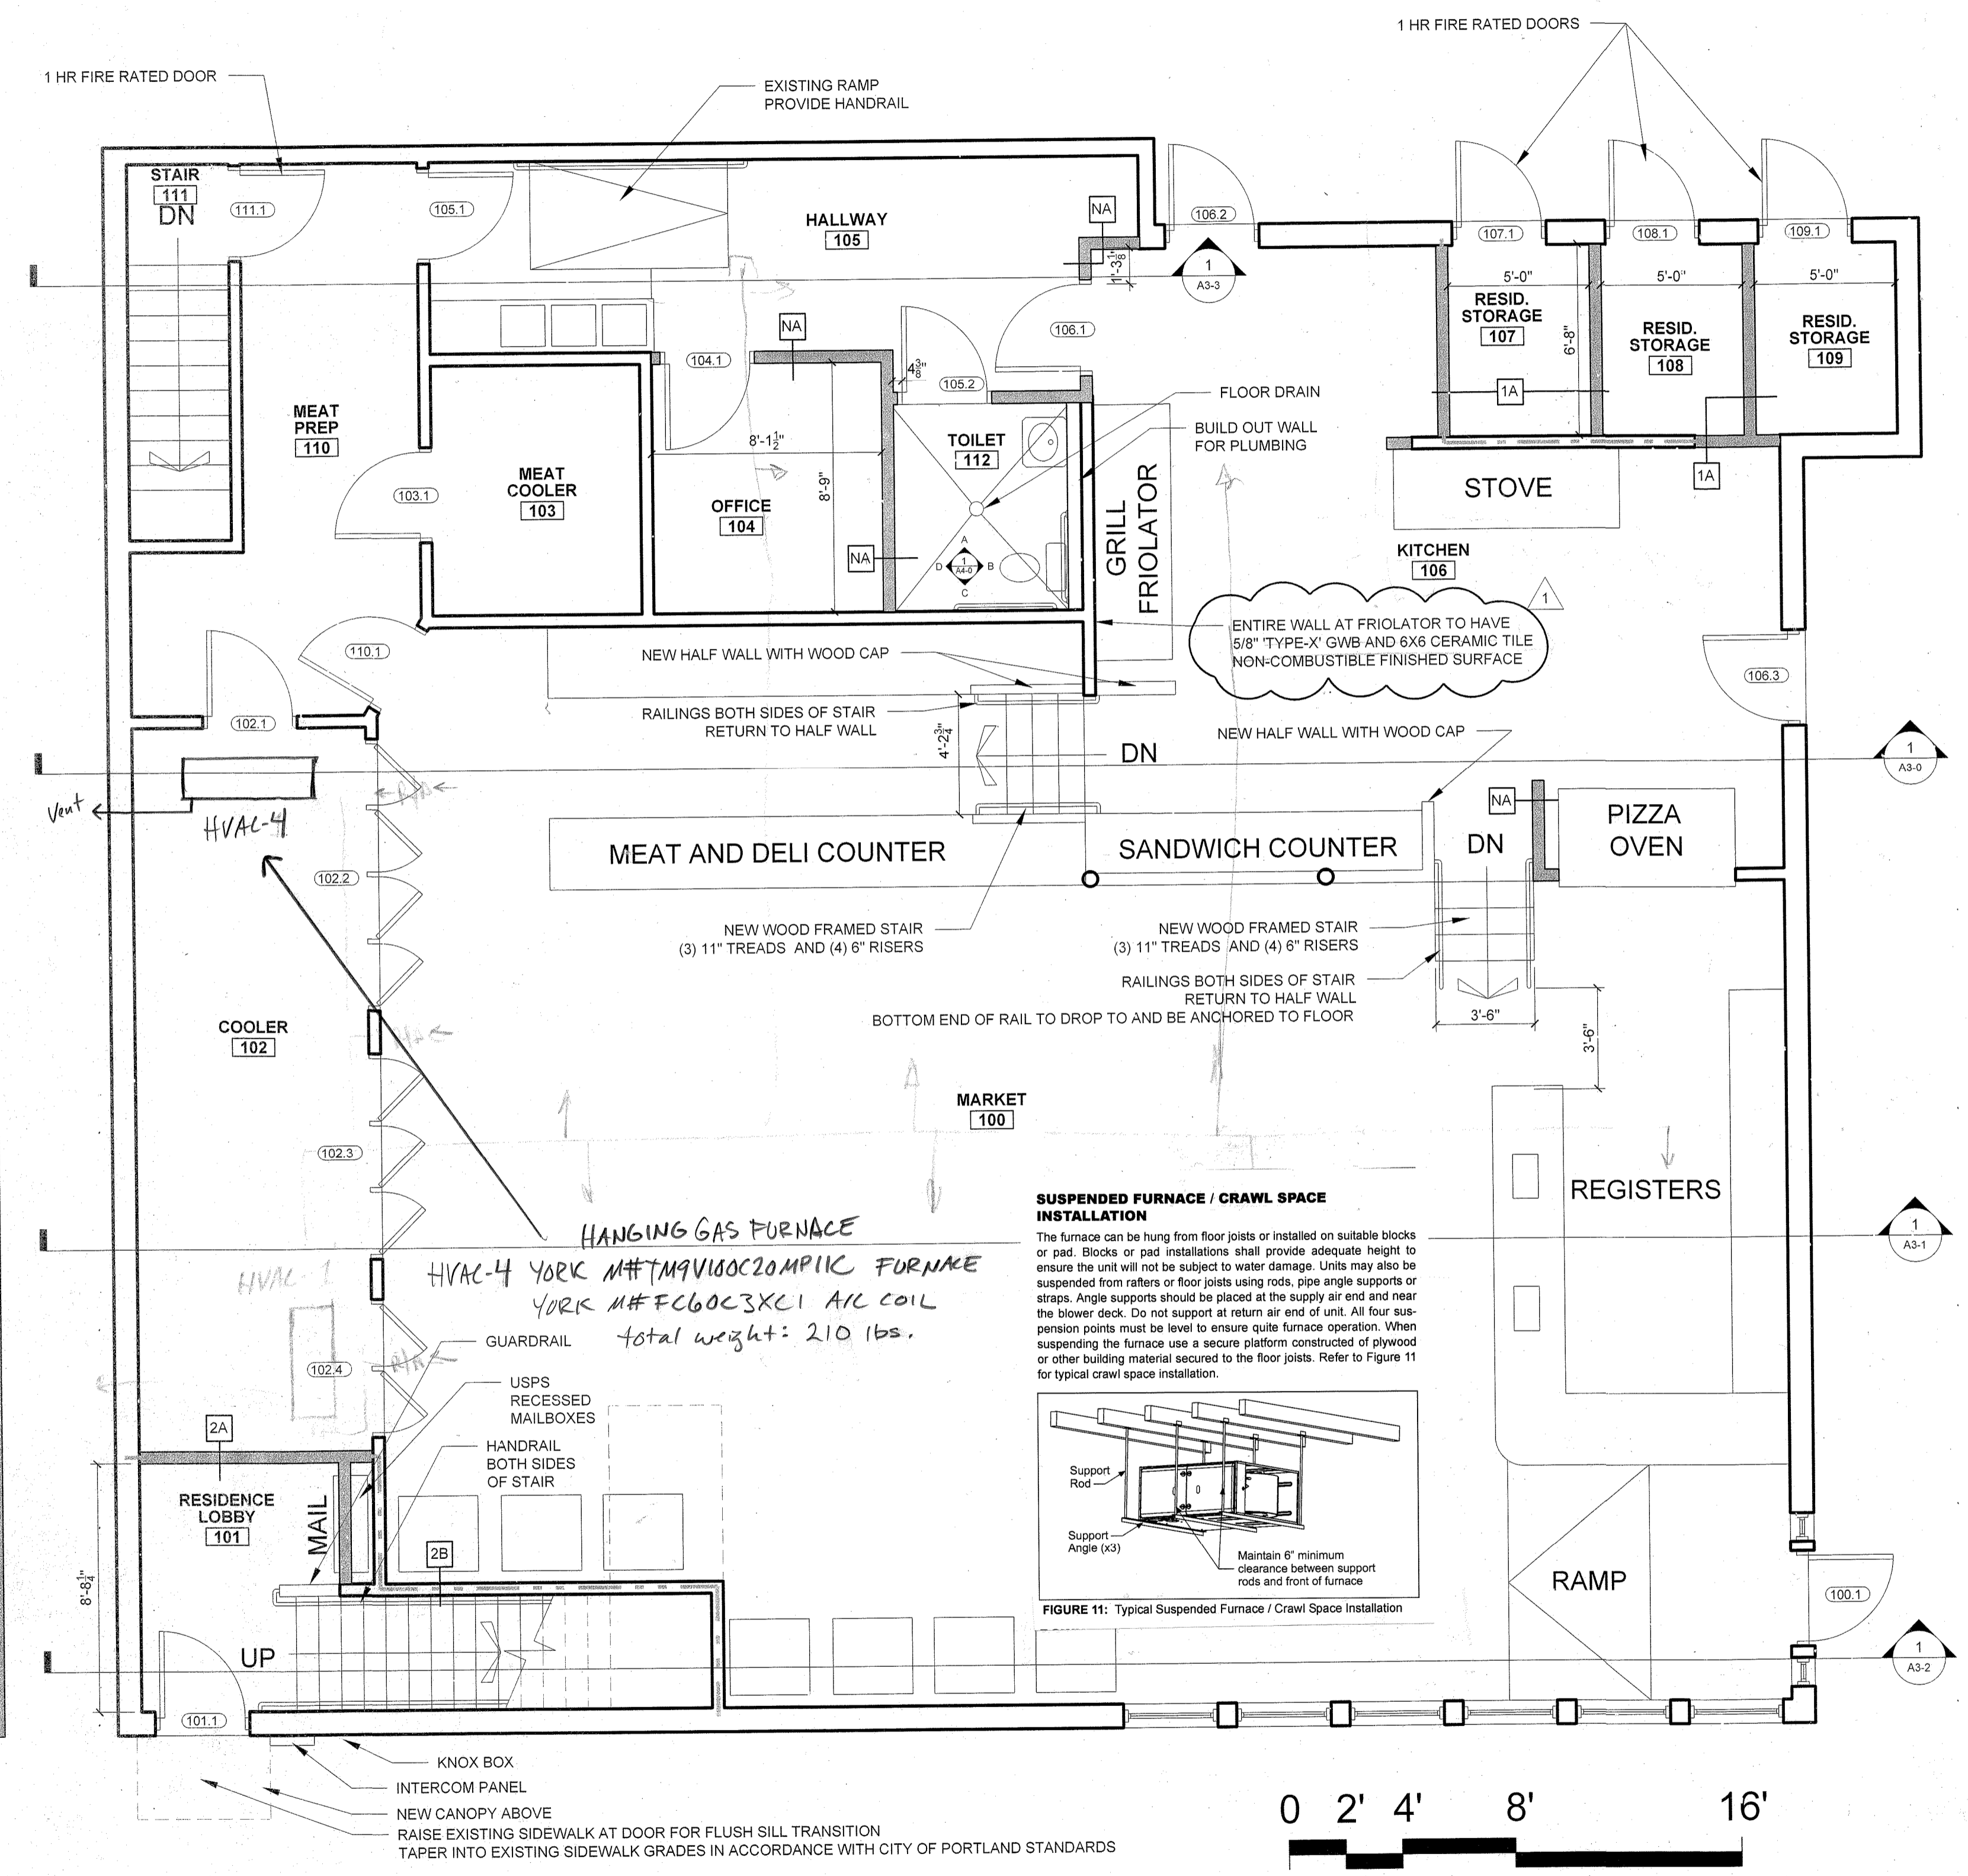 1 HR FIRE RATED DOORS
1 HR FIRE RATED DOOR
EXISTING RAMP
PROVIDE HANDRAIL
STAIR
111
DN
111.1
105.1
HALLWAY
105
NA
106.2
107.1
108.1
109.1
1'-3 1/8"
1
A3-3
5'-0"
5'-0"
5'-0"
RESID.
STORAGE
107
6'-8"
RESID.
STORAGE
108
RESID.
STORAGE
109
NA
106.1
104.1
4 3/8"
105.2
1A
FLOOR DRAIN
BUILD OUT WALL
FOR PLUMBING
MEAT
PREP
110
8'-1 1/2"
TOILET
112
1A
MEAT
COOLER
103
103.1
8'-9"
OFFICE
104
STOVE
GRILL
FRIOLATOR
NA
A
D
1
A4-0
B
C
KITCHEN
106
1
ENTIRE WALL AT FRIOLATOR TO HAVE
5/8" 'TYPE-X' GWB AND 6X6 CERAMIC TILE
NON-COMBUSTIBLE FINISHED SURFACE
110.1
NEW HALF WALL WITH WOOD CAP
106.3
102.1
RAILINGS BOTH SIDES OF STAIR
RETURN TO HALF WALL
4'-2 3/4"
DN
NEW HALF WALL WITH WOOD CAP
1
A3-0
Vent
HVAC-4
NA
PIZZA
OVEN
DN
MEAT AND DELI COUNTER
SANDWICH COUNTER
102.2
NEW WOOD FRAMED STAIR
(3) 11" TREADS AND (4) 6" RISERS
NEW WOOD FRAMED STAIR
(3) 11" TREADS AND (4) 6" RISERS
RAILINGS BOTH SIDES OF STAIR
RETURN TO HALF WALL
BOTTOM END OF RAIL TO DROP TO AND BE ANCHORED TO FLOOR
3'-6"
3'-6"
COOLER
102
MARKET
100
102.3
REGISTERS
1
A3-1
HANGING GAS FURNACE
HVAC-4 YORK M#TM9V100C20MP11C FURNACE
YORK M#FC60C3XC1 A/C COIL
total weight: 210 lbs.
HVAC-1
SUSPENDED FURNACE / CRAWL SPACE
INSTALLATION
The furnace can be hung from floor joists or installed on suitable blocks
or pad. Blocks or pad installations shall provide adequate height to
ensure the unit will not be subject to water damage. Units may also be
suspended from rafters or floor joists using rods, pipe angle supports or
straps. Angle supports should be placed at the supply air end and near
the blower deck. Do not support at return air end of unit. All four sus-
pension points must be level to ensure quite furnace operation. When
suspending the furnace use a secure platform constructed of plywood
or other building material secured to the floor joists. Refer to Figure 11
for typical crawl space installation.
Support
Rod
Support
Angle (x3)
Maintain 6" minimum
clearance between support
rods and front of furnace
FIGURE 11: Typical Suspended Furnace / Crawl Space Installation
102.4
R/A
GUARDRAIL
USPS
RECESSED
MAILBOXES
HANDRAIL
BOTH SIDES
OF STAIR
2A
RESIDENCE
LOBBY
101
MAIL
2B
8'-8 1/4"
UP
RAMP
100.1
1
A3-2
101.1
KNOX BOX
INTERCOM PANEL
NEW CANOPY ABOVE
RAISE EXISTING SIDEWALK AT DOOR FOR FLUSH SILL TRANSITION
TAPER INTO EXISTING SIDEWALK GRADES IN ACCORDANCE WITH CITY OF PORTLAND STANDARDS
0 2' 4' 8' 16'